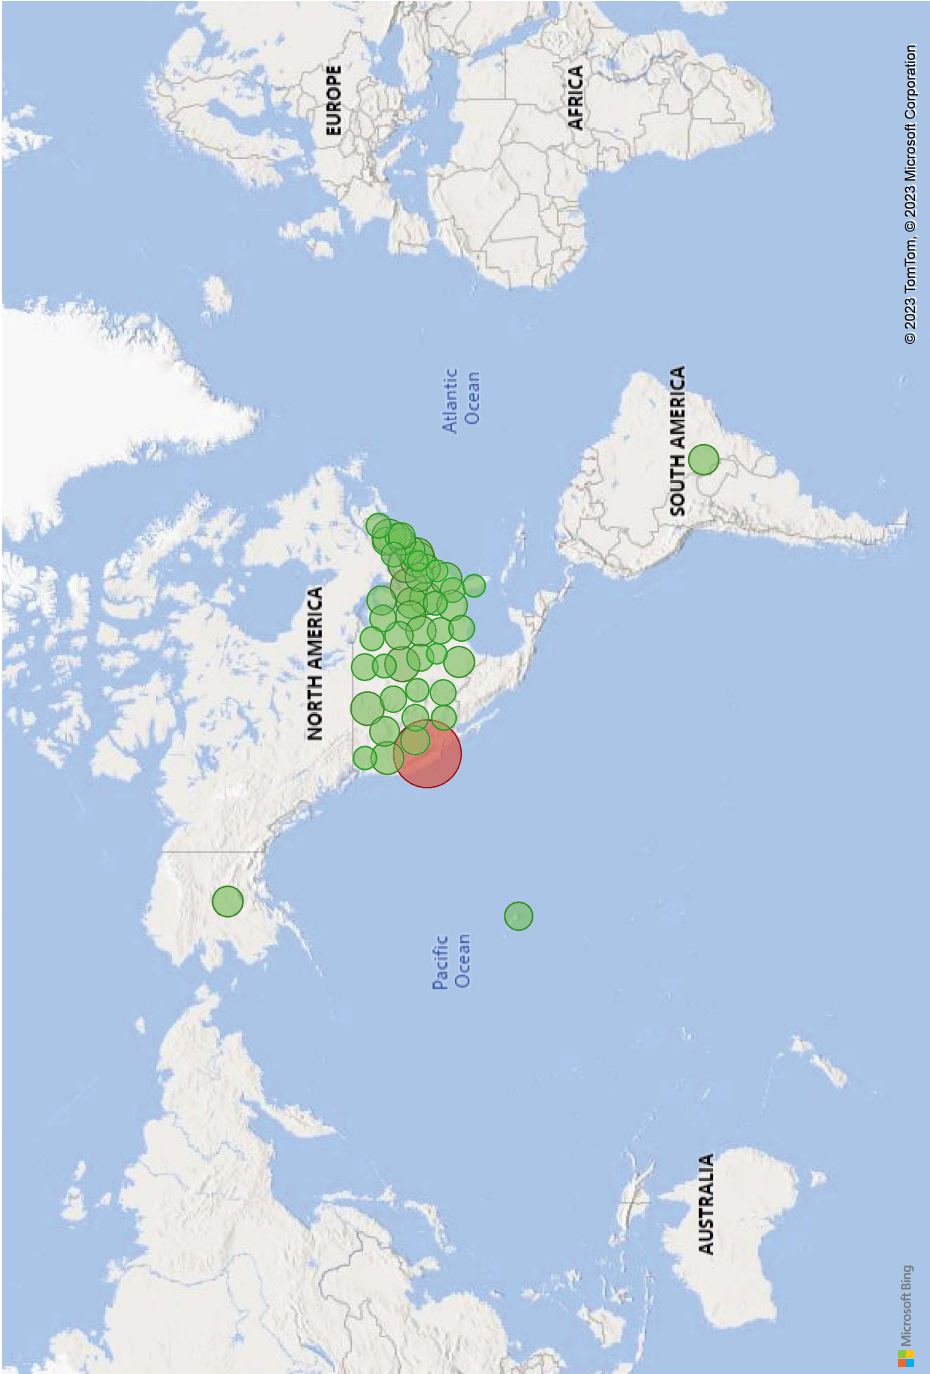 NORTH AMERICA
EUROPE
Atlantic
Ocean
Pacific
Ocean
AFRICA
AUSTRALIA
SOUTH AMERICA
Microsoft Bing
© 2023 TomTom, © 2023 Microsoft Corporation